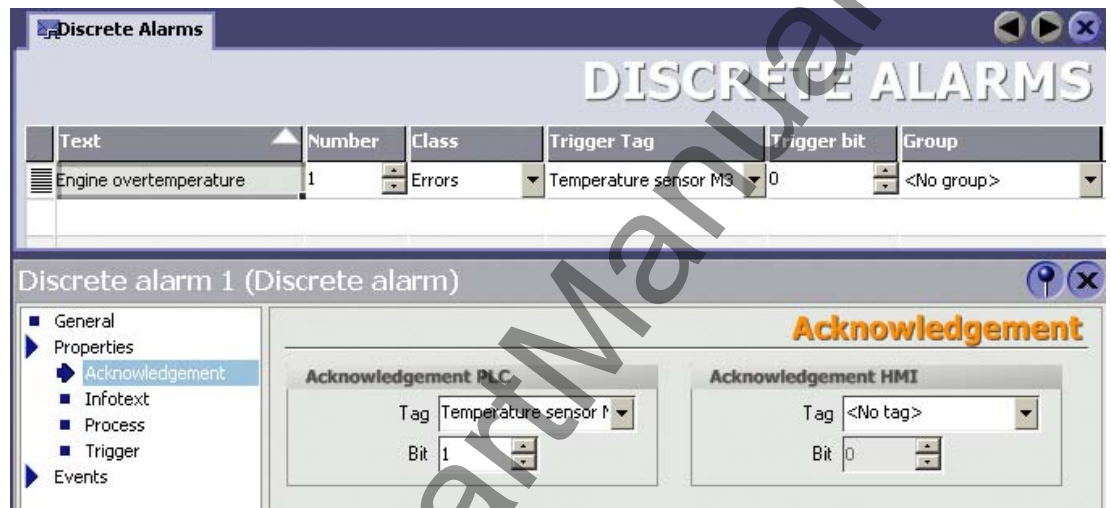 Discrete Alarms
DISCRETE ALARMS
Text Number Class Trigger Tag Trigger bit Group
Engine overtemperature 1 Errors Temperature sensor M3 0 <No group>
Discrete alarm 1 (Discrete alarm)
General
Properties
Acknowledgement
Infotext
Process
Trigger
Events
Acknowledgement
Acknowledgement PLC
Tag Temperature sensor
Bit 1
Acknowledgement HMI
Tag <No tag>
Bit 0